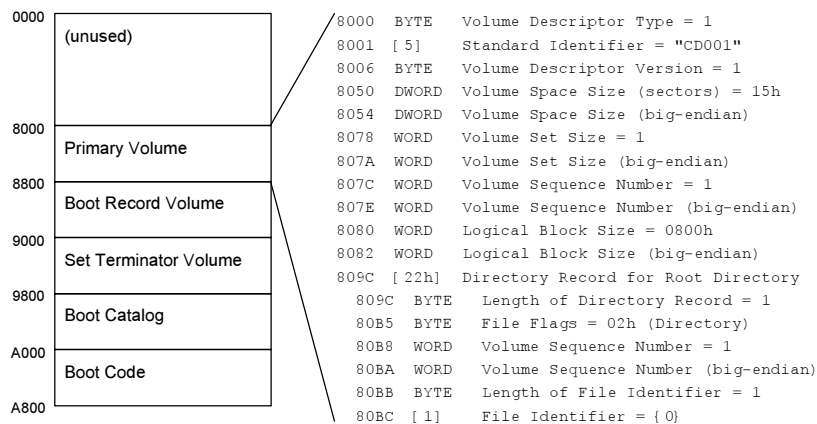 0000
(unused)
8000
Primary Volume
8800
Boot Record Volume
9000
Set Terminator Volume
9800
Boot Catalog
A000
Boot Code
A800
8000 BYTE Volume Descriptor Type = 1
8001 [5] Standard Identifier = "CD001"
8006 BYTE Volume Descriptor Version = 1
8050 DWORD Volume Space Size (sectors) = 15h
8054 DWORD Volume Space Size (big-endian)
8078 WORD Volume Set Size = 1
807A WORD Volume Set Size (big-endian)
807C WORD Volume Sequence Number = 1
807E WORD Volume Sequence Number (big-endian)
8080 WORD Logical Block Size = 0800h
8082 WORD Logical Block Size (big-endian)
809C [22h] Directory Record for Root Directory
809C BYTE Length of Directory Record = 1
80B5 BYTE File Flags = 02h (Directory)
80B8 WORD Volume Sequence Number = 1
80BA WORD Volume Sequence Number (big-endian)
80BB BYTE Length of File Identifier = 1
80BC [1] File Identifier = {0}